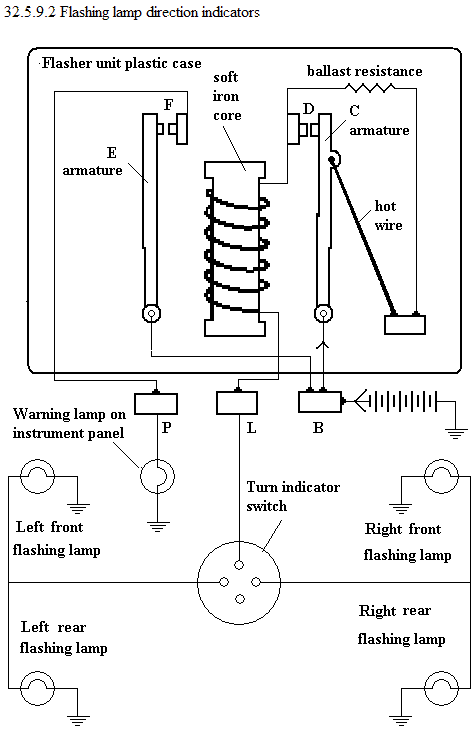 32.5.9.2 Flashing lamp direction indicators
Flasher unit plastic case
soft
iron
core
ballast resistance
F
D
C
armature
E
armature
hot
wire
P
L
B
Warning lamp on
instrument panel
Turn indicator
switch
Left front
flashing lamp
Right front
flashing lamp
Left rear
flashing lamp
Right rear
flashing lamp